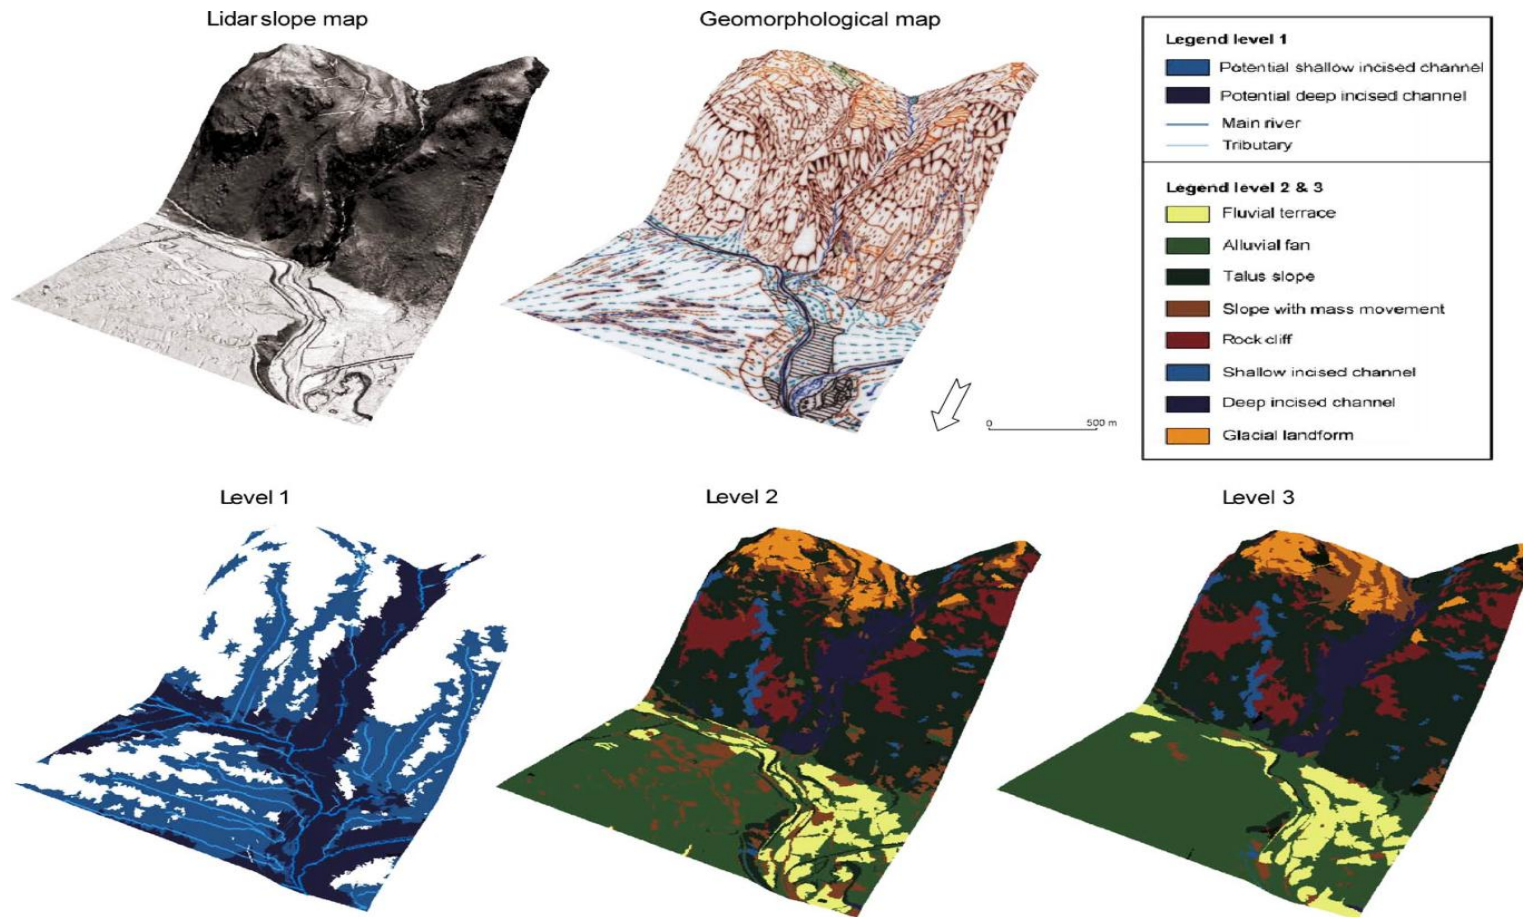 Lidar slope map
Geomorphological map
Legend level 1
Potential shallow incised channel
Potential deep incised channel
Main river
Tributary
Legend level 2 & 3
Fluvial terrace
Alluvial fan
Talus slope
Slope with mass movement
Rock cliff
Shallow incised channel
Deep incised channel
Glacial landform
0 500 m
Level 1
Level 2
Level 3